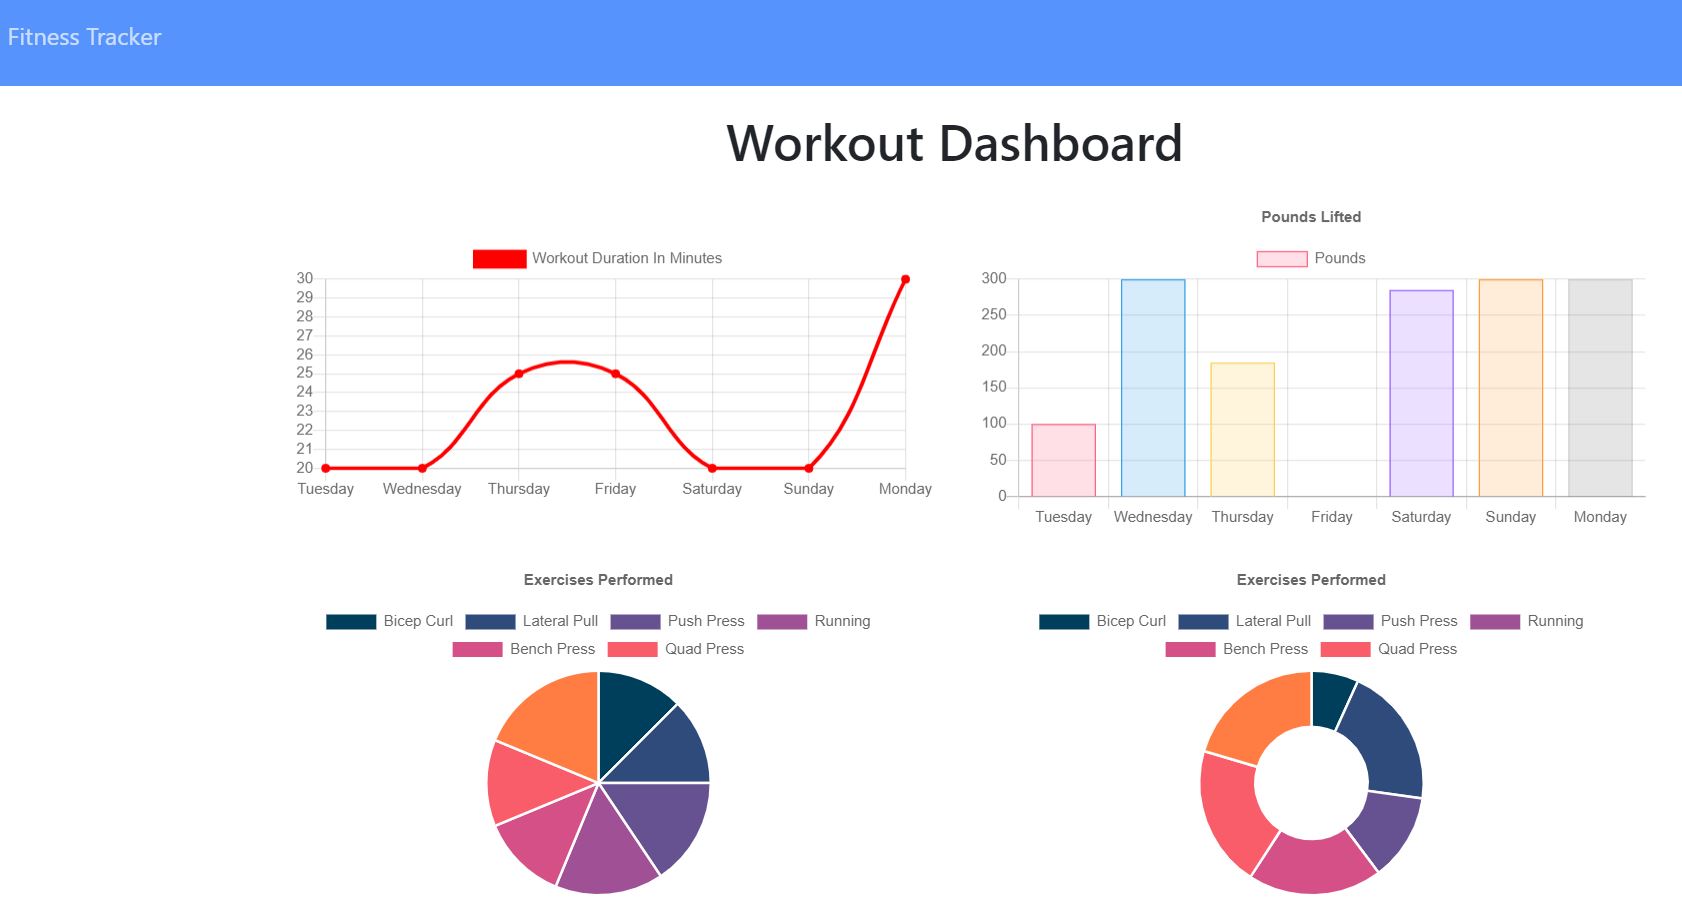 Fitness Tracker
Workout Dashboard
Workout Duration In Minutes
30
29
28
27
26
25
24
23
22
21
20
Tuesday Wednesday Thursday Friday Saturday Sunday Monday
Pounds Lifted
Pounds
300
250
200
150
100
50
0
Tuesday Wednesday Thursday Friday Saturday Sunday Monday
Exercises Performed
Bicep Curl Lateral Pull Push Press Running
Bench Press Quad Press
Exercises Performed
Bicep Curl Lateral Pull Push Press Running
Bench Press Quad Press